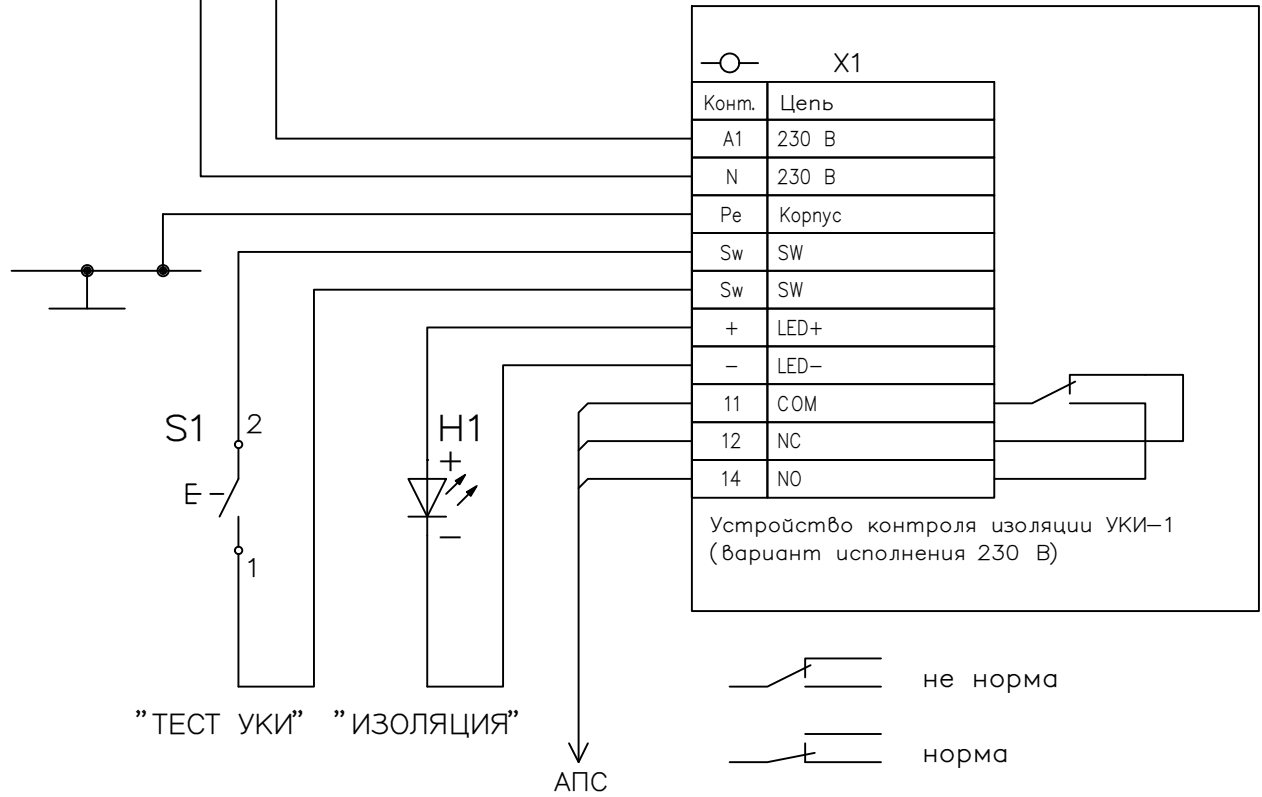 X1
Конт. Цепь
A1 230 В
N 230 В
Pe Корпус
Sw SW
Sw SW
+ LED+
− LED−
11 COM
12 NC
14 NO
Устройство контроля изоляции УКИ−1
(вариант исполнения 230 В)
S1
2
1
H1
+
−
"ТЕСТ УКИ"
"ИЗОЛЯЦИЯ"
АПС
не норма
норма